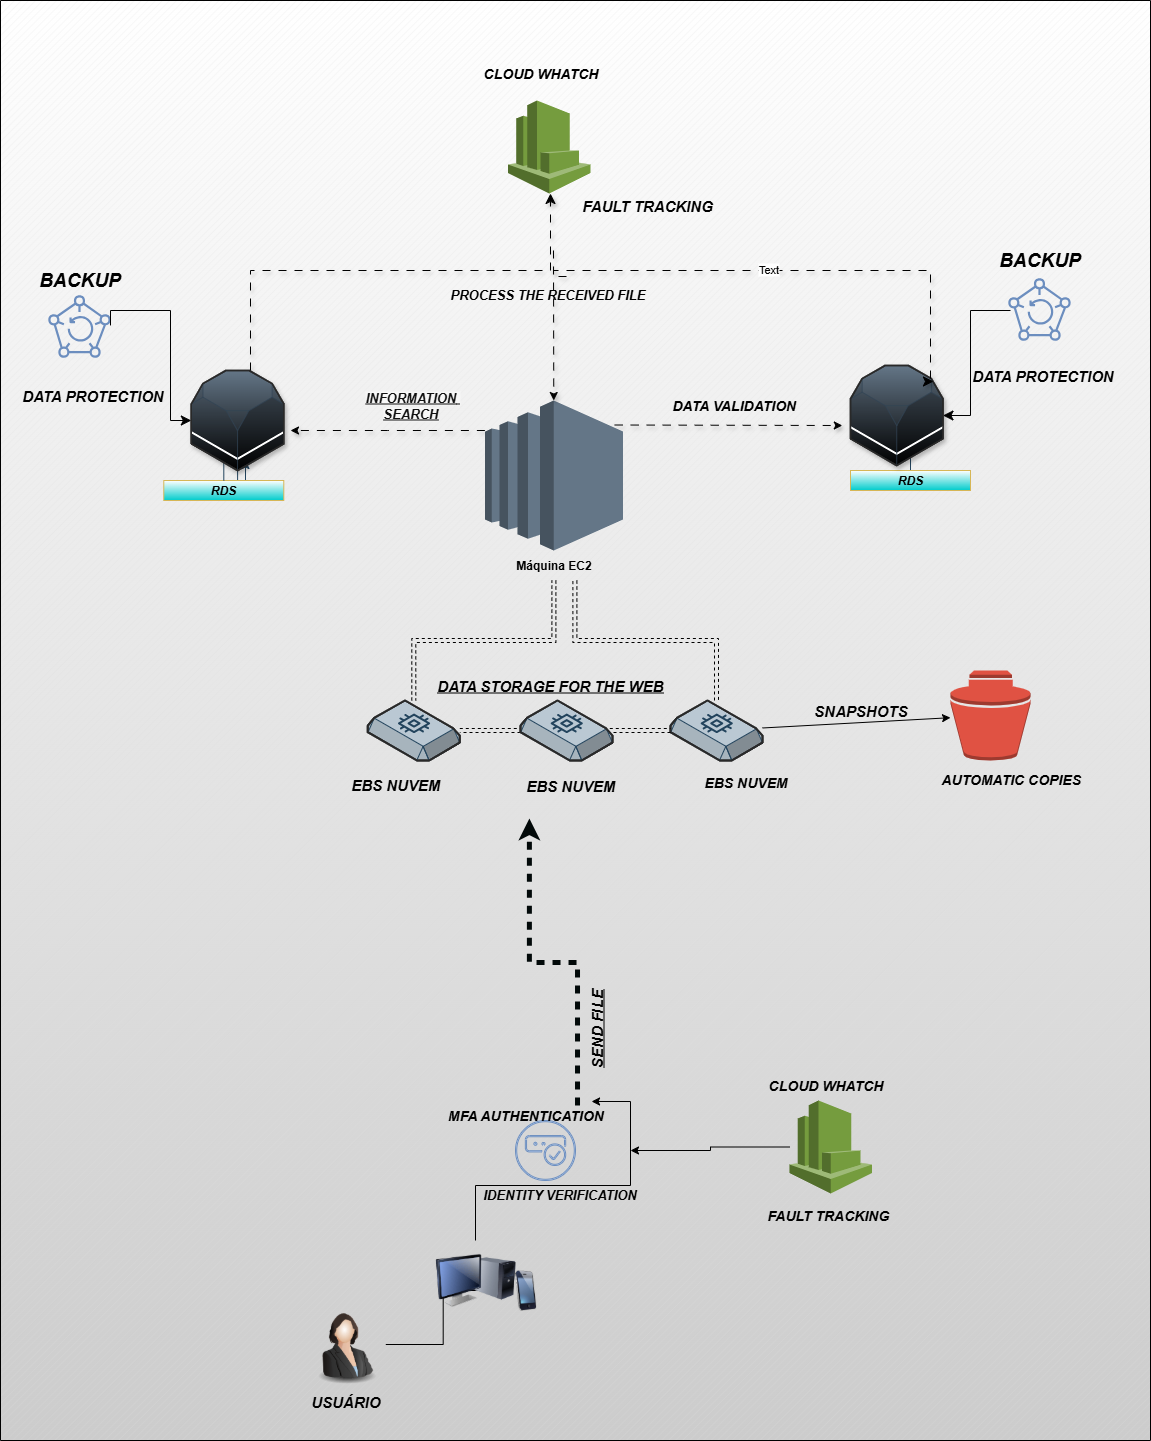 CLOUD WHATCH
FAULT TRACKING
BACKUP
BACKUP
Text-
PROCESS THE RECEIVED FILE
DATA PROTECTION
DATA PROTECTION
INFORMATION
SEARCH
DATA VALIDATION
RDS
RDS
Máquina EC2
DATA STORAGE FOR THE WEB
SNAPSHOTS
EBS NUVEM
EBS NUVEM
EBS NUVEM
AUTOMATIC COPIES
SEND FILE
CLOUD WHATCH
MFA AUTHENTICATION
IDENTITY VERIFICATION
FAULT TRACKING
USUÁRIO